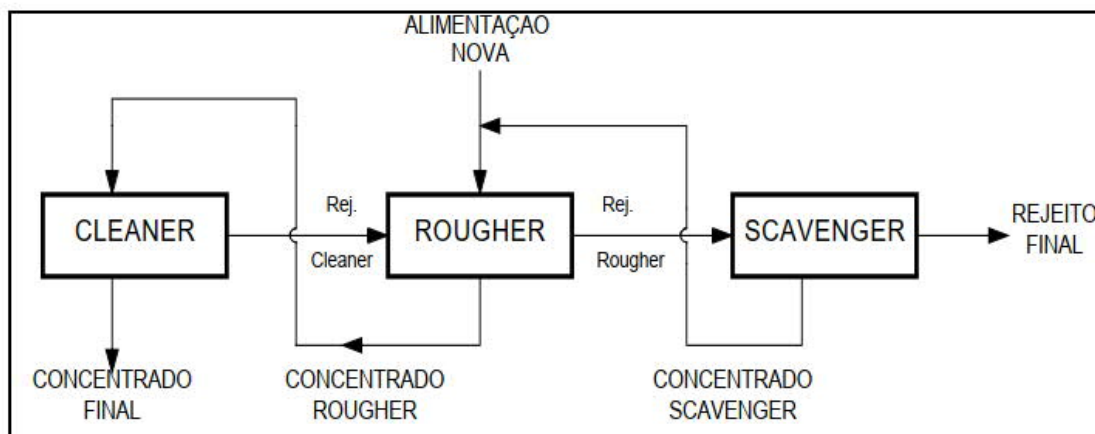 ALIMENTAÇAO
NOVA
CLEANER
Rej.
Cleaner
ROUGHER
Rej.
Rougher
SCAVENGER
REJEITO
FINAL
CONCENTRADO
FINAL
CONCENTRADO
ROUGHER
CONCENTRADO
SCAVENGER